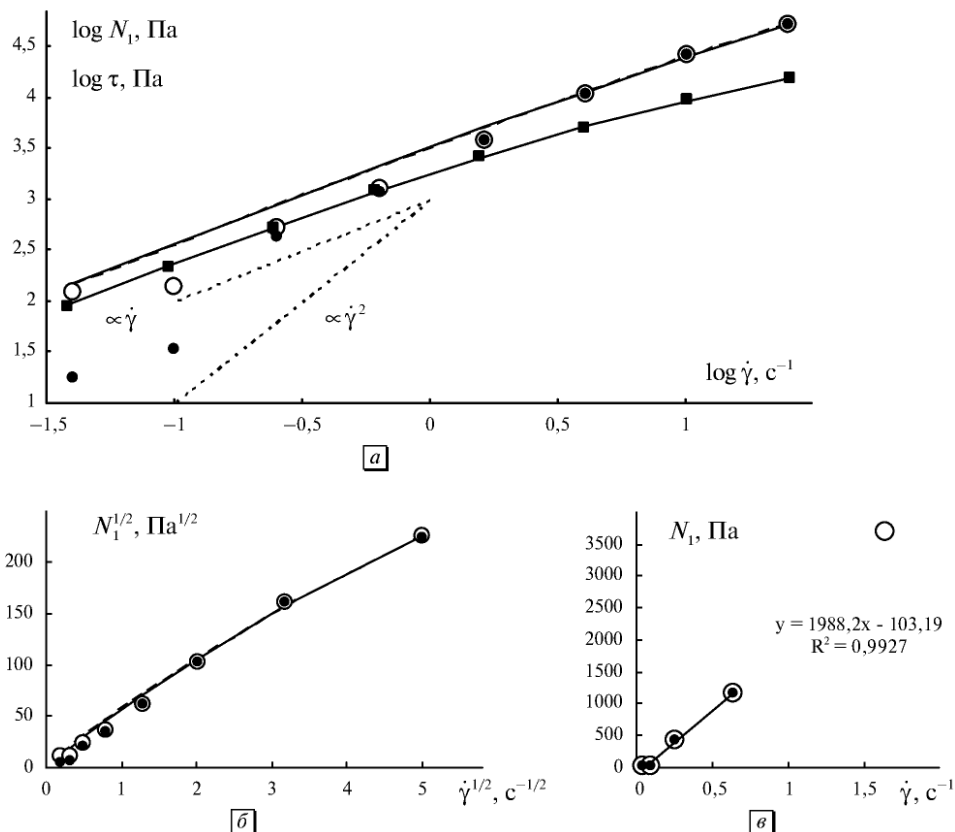 log N₁, Па
log τ, Па
4,5
4
3,5
3
2,5
2
1,5
1
∝γ̇
∝γ̇²
log γ̇, с⁻¹
−1,5
−1
−0,5
0
0,5
1
а
N₁^1/2, Па^1/2
200
150
100
50
0
0
1
2
3
4
5
γ̇^1/2, с^−1/2
б
N₁, Па
3500
3000
2500
2000
1500
1000
500
0
y = 1988,2x - 103,19
R² = 0,9927
0
0,5
1
1,5
γ̇, с⁻¹
в